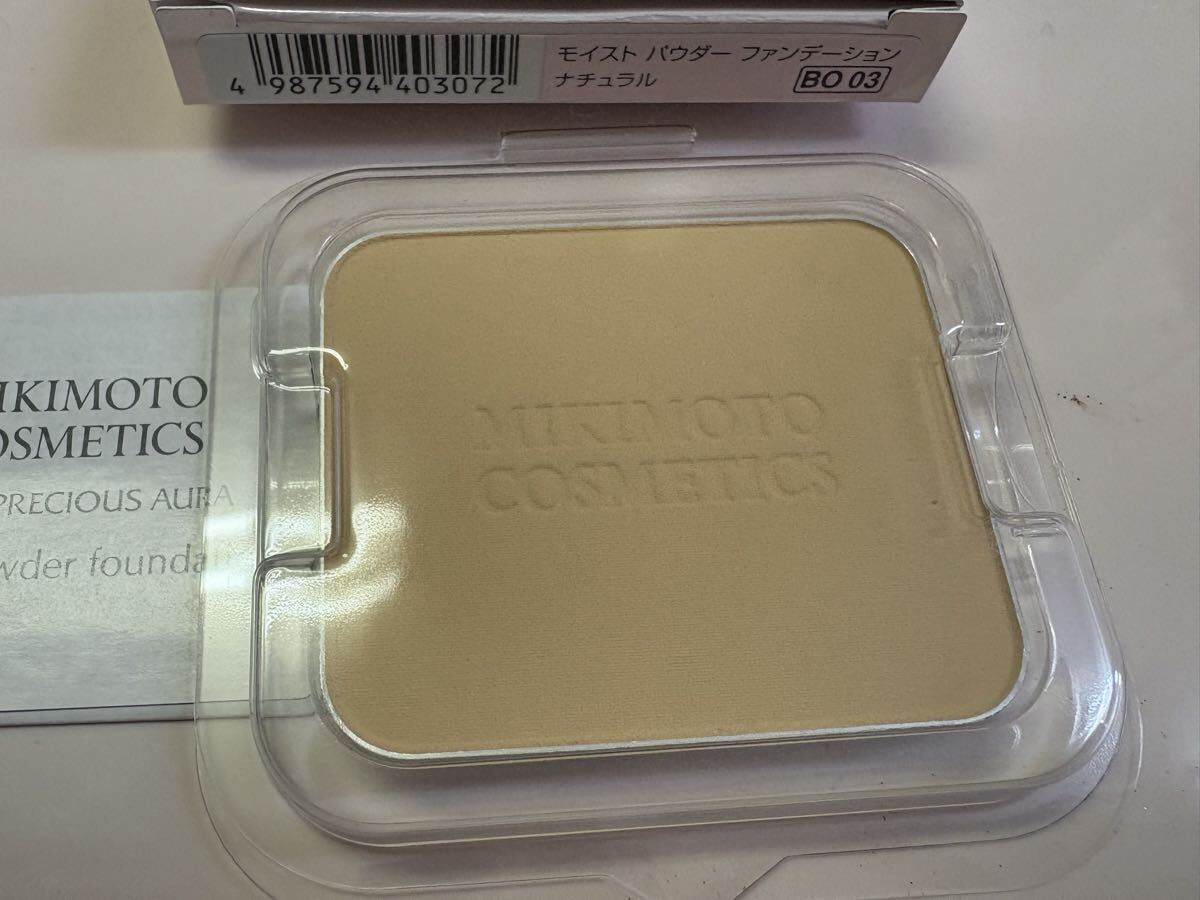 モイスト パウダー ファンデーション
ナチュラル
BO 03
4 987594 403072
MIKIMOTO
COSMETICS
IKIMOTO
OSMETICS
PRECIOUS AURA
wder founda